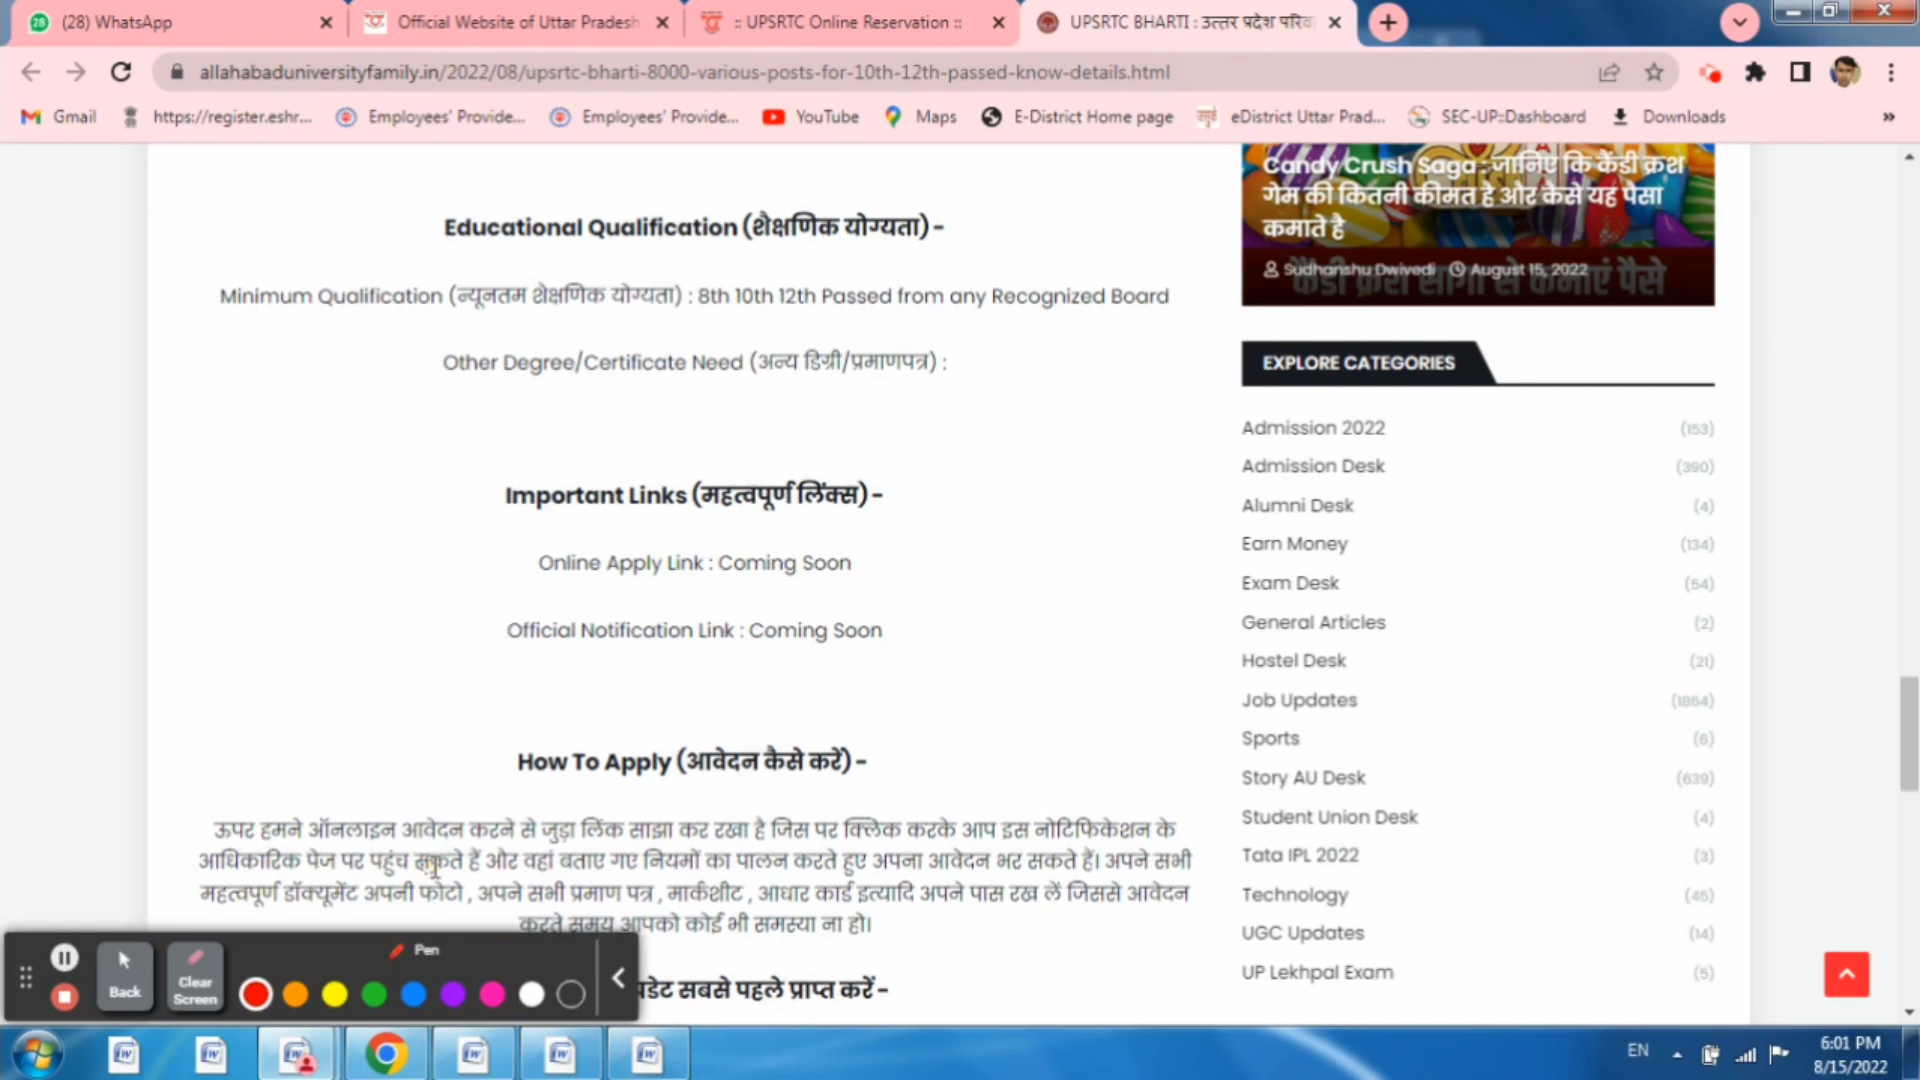 (28) WhatsApp
Official Website of Uttar Pradesh
:: UPSRTC Online Reservation ::
UPSRTC BHARTI : उत्तर प्रदेश परिव
allahabaduniversityfamily.in/2022/08/upsrtc-bharti-8000-various-posts-for-10th-12th-passed-know-details.html
Gmail
https://register.eshr...
Employees' Provide...
Employees' Provide...
YouTube
Maps
E-District Home page
eDistrict Uttar Prad...
SEC-UP::Dashboard
Downloads
»
Educational Qualification (शैक्षणिक योग्यता) -
Minimum Qualification (न्यूनतम शैक्षणिक योग्यता) : 8th 10th 12th Passed from any Recognized Board
Other Degree/Certificate Need (अन्य डिग्री/प्रमाणपत्र) :
Important Links (महत्वपूर्ण लिंक्स) -
Online Apply Link : Coming Soon
Official Notification Link : Coming Soon
How To Apply (आवेदन कैसे करें) -
ऊपर हमने ऑनलाइन आवेदन करने से जुड़ा लिंक साझा कर रखा है जिस पर क्लिक करके आप इस नोटिफिकेशन के
आधिकारिक पेज पर पहुंच सकते हैं और वहां बताए गए नियमों का पालन करते हुए अपना आवेदन भर सकते हैं। अपने सभी
महत्वपूर्ण डॉक्यूमेंट अपनी फोटो , अपने सभी प्रमाण पत्र , मार्कशीट , आधार कार्ड इत्यादि अपने पास रख लें जिससे आवेदन
करते समय आपको कोई भी समस्या ना हो।
सबसे पहले प्राप्त करें -
Candy Crush Saga : जानिए कि कैंडी क्रश
गेम की कितनी कीमत है और कैसे यह पैसा
कमाते है
Sudhanshu Dwivedi August 15, 2022
कैंडी क्रश सागा से कमाएं पैसे
EXPLORE CATEGORIES
Admission 2022 (153)
Admission Desk (390)
Alumni Desk (4)
Earn Money (134)
Exam Desk (54)
General Articles (2)
Hostel Desk (21)
Job Updates (1864)
Sports (6)
Story AU Desk (639)
Student Union Desk (4)
Tata IPL 2022 (3)
Technology (45)
UGC Updates (14)
UP Lekhpal Exam (5)
Back
Clear
Screen
Pen
EN
6:01 PM
8/15/2022